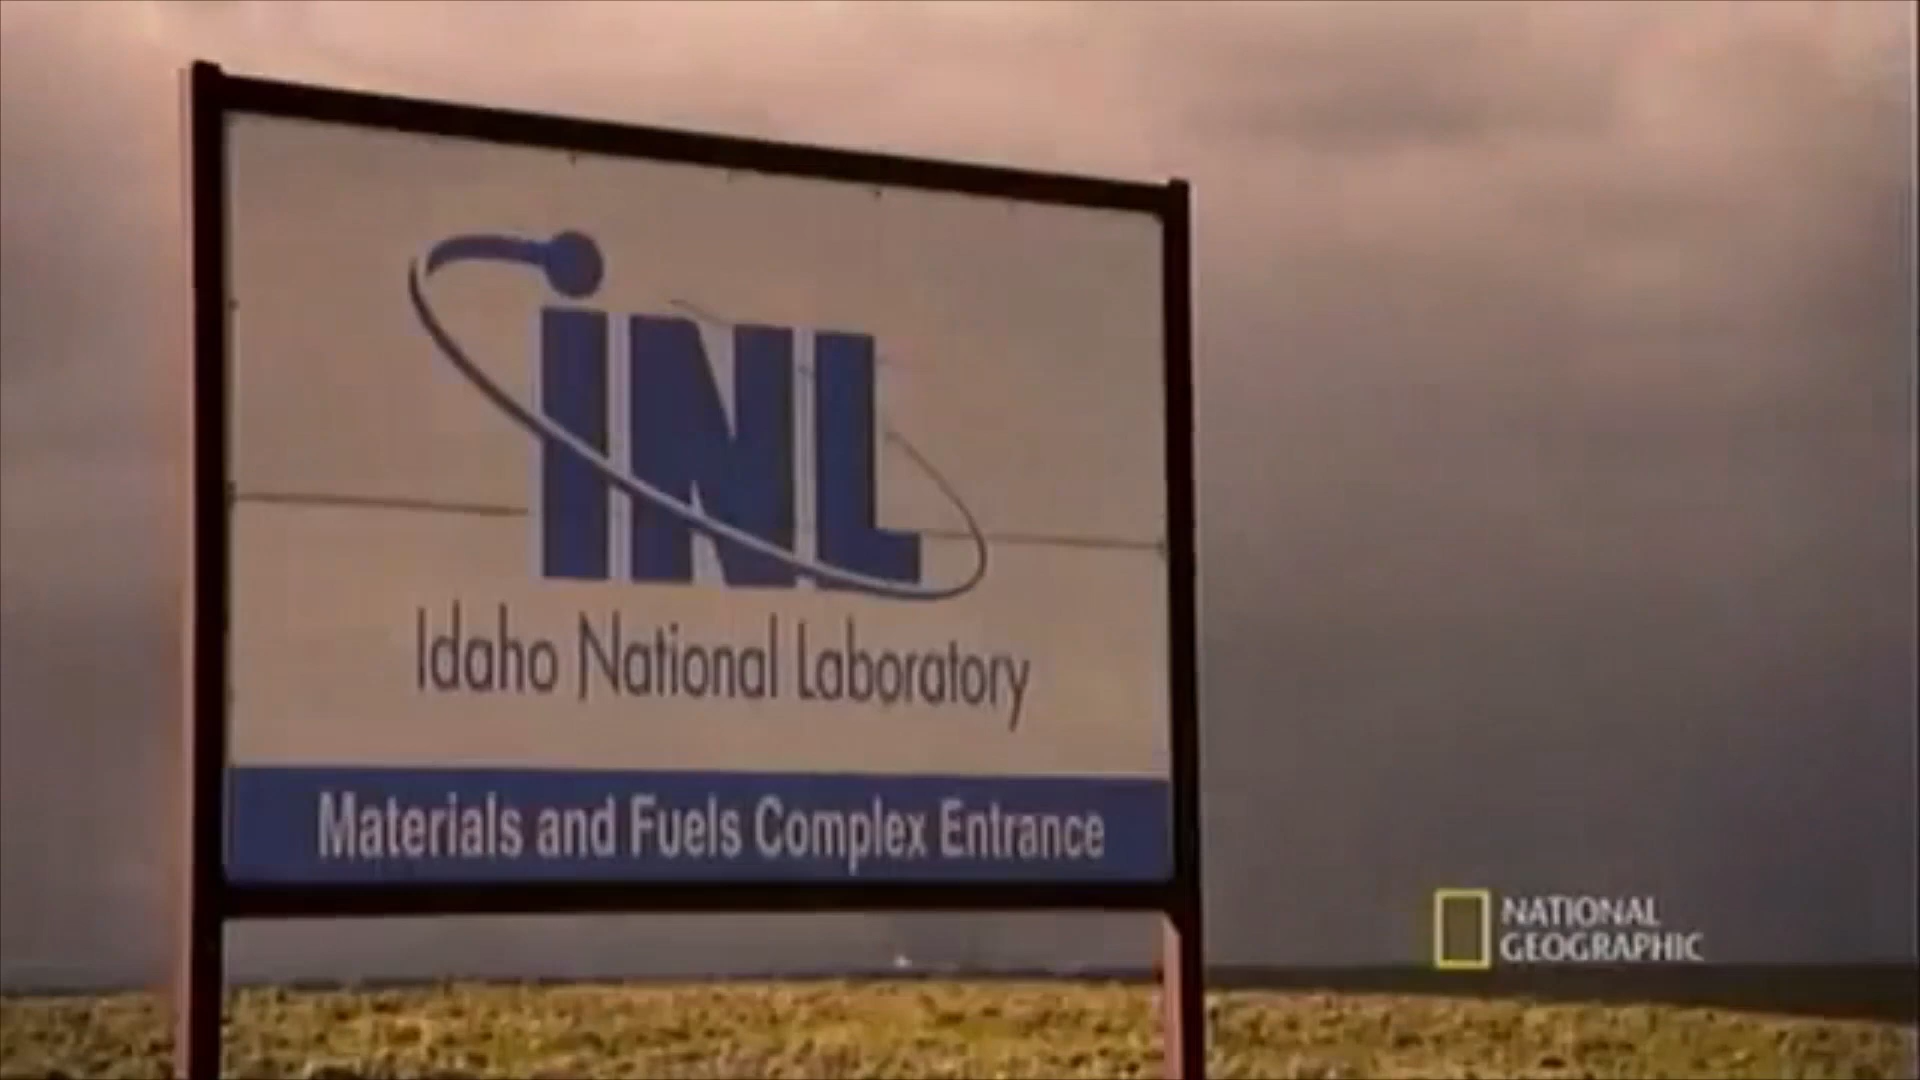 iNL
Idaho National Laboratory
Materials and Fuels Complex Entrance
NATIONAL
GEOGRAPHIC